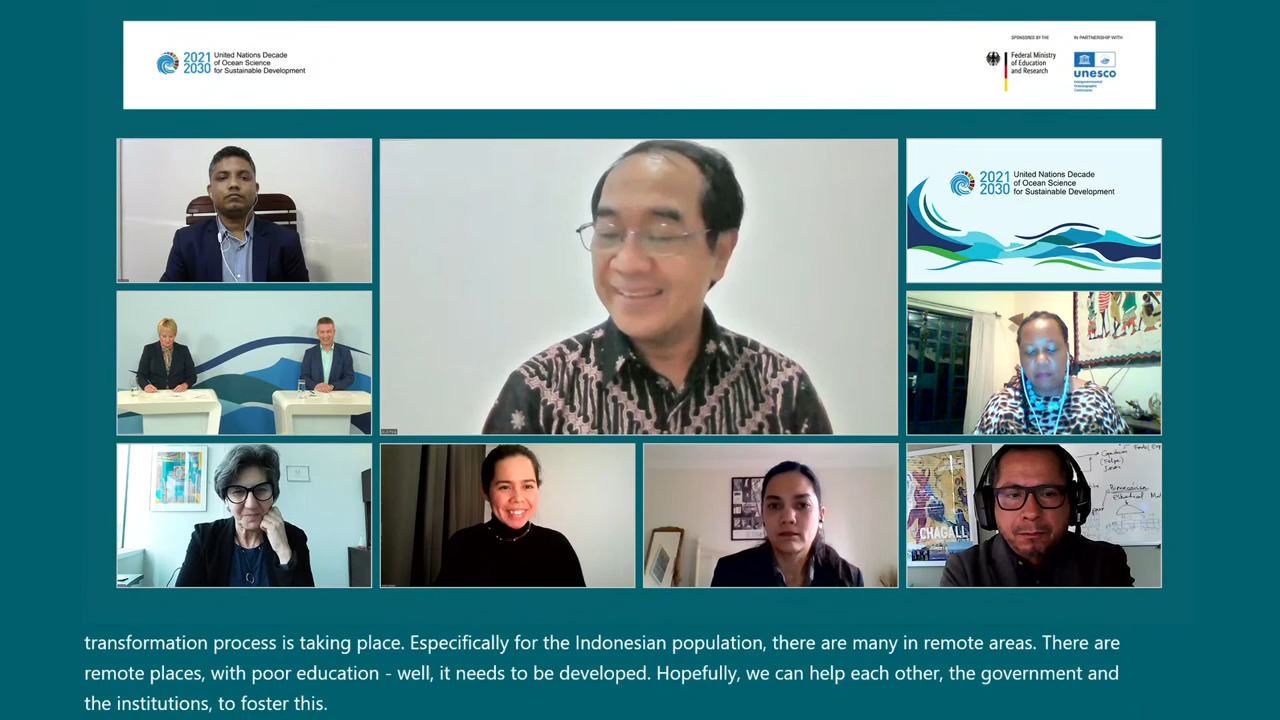 2021
2030
United Nations Decade
of Ocean Science
for Sustainable Development
SPONSORED BY THE
Federal Ministry
of Education
and Research
IN PARTNERSHIP WITH
unesco
Intergovernmental
Oceanographic
Commission
2021
2030
United Nations Decade
of Ocean Science
for Sustainable Development
CHAGALL
transformation process is taking place. Especifically for the Indonesian population, there are many in remote areas. There are
remote places, with poor education - well, it needs to be developed. Hopefully, we can help each other, the government and
the institutions, to foster this.